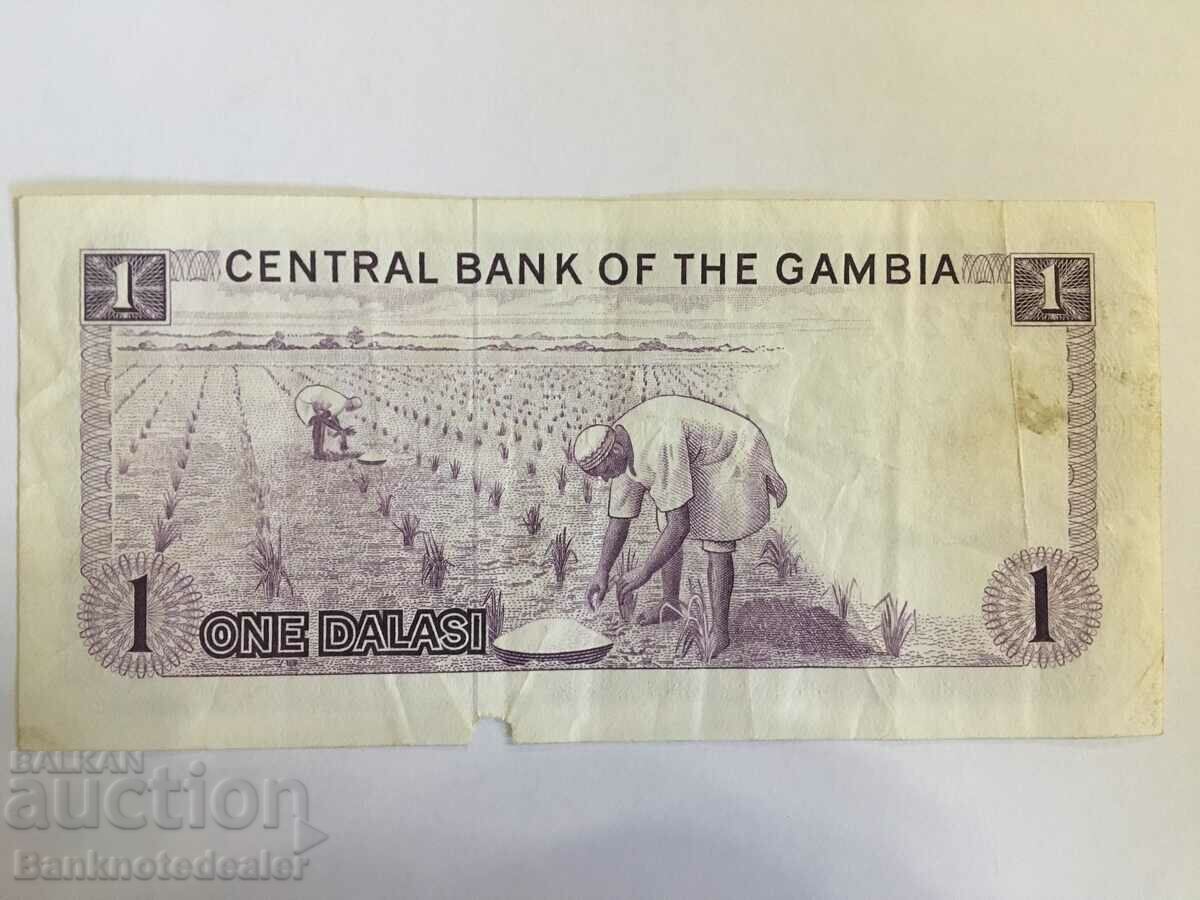 1 CENTRAL BANK OF THE GAMBIA 1
1 ONE DALASI 1
BALKAN
auction
Banknotedealer